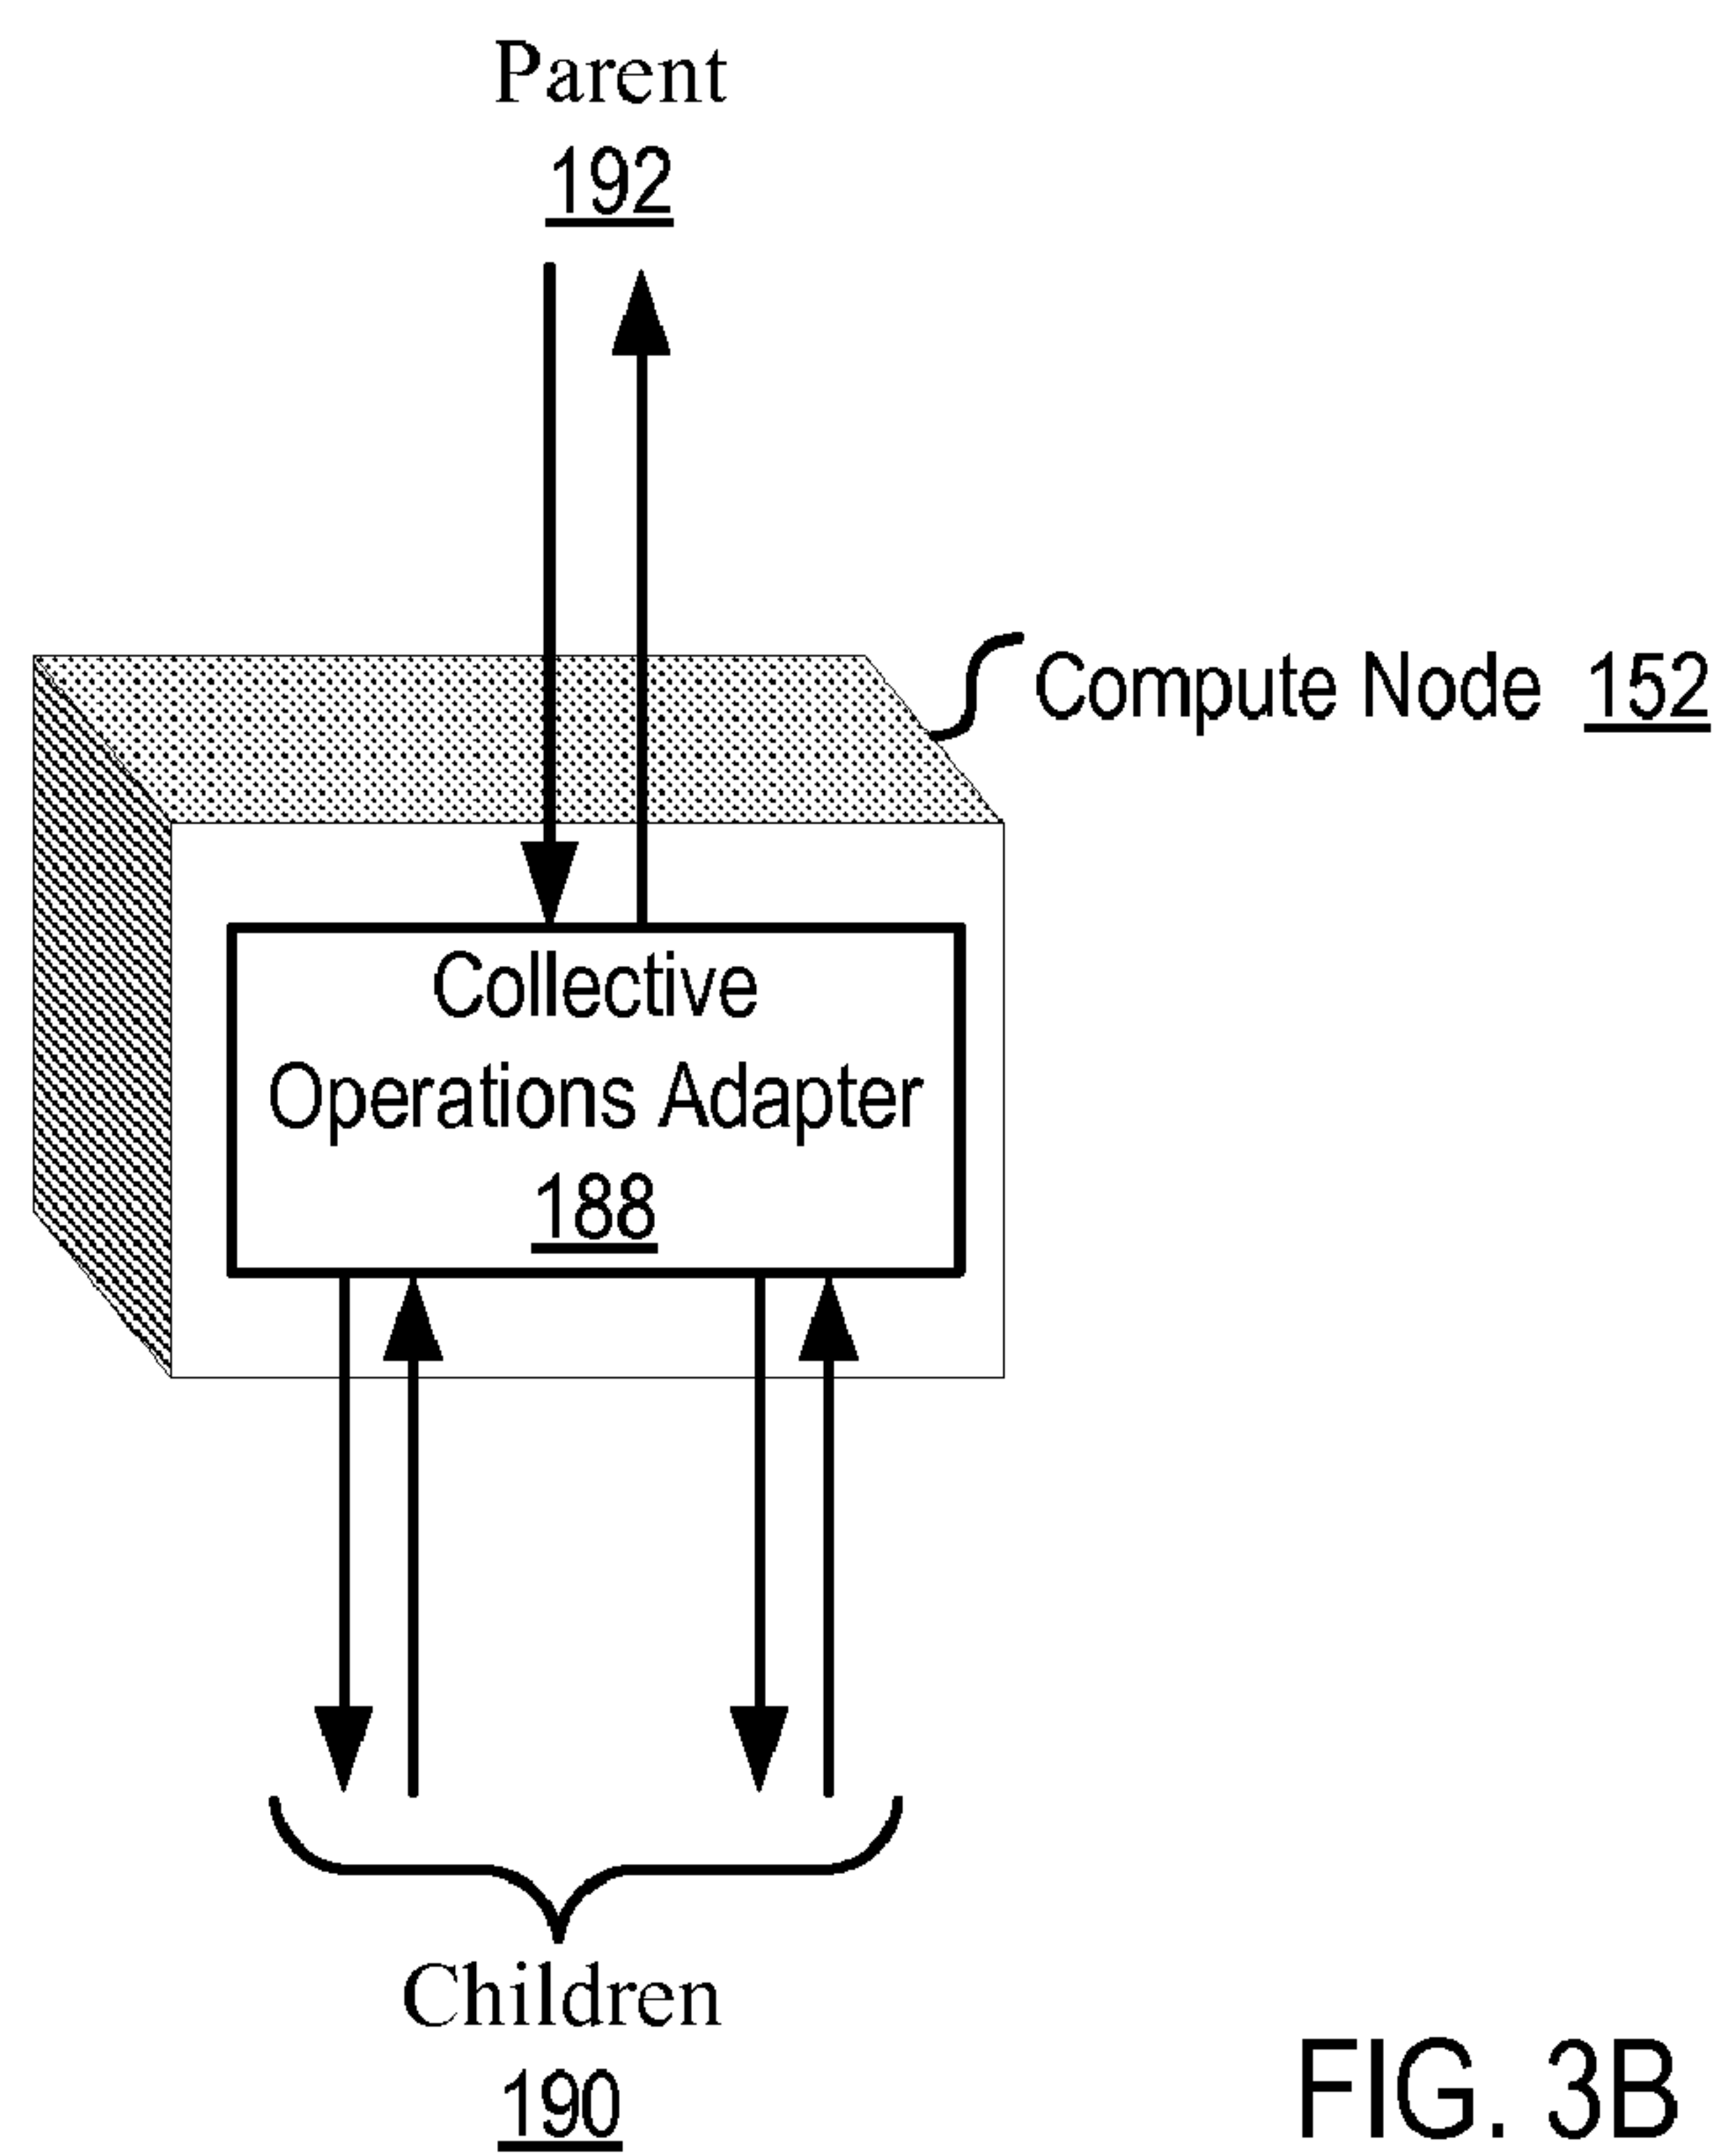 Parent
192
Compute Node 152
Collective
Operations Adapter
188
Children
190
FIG. 3B